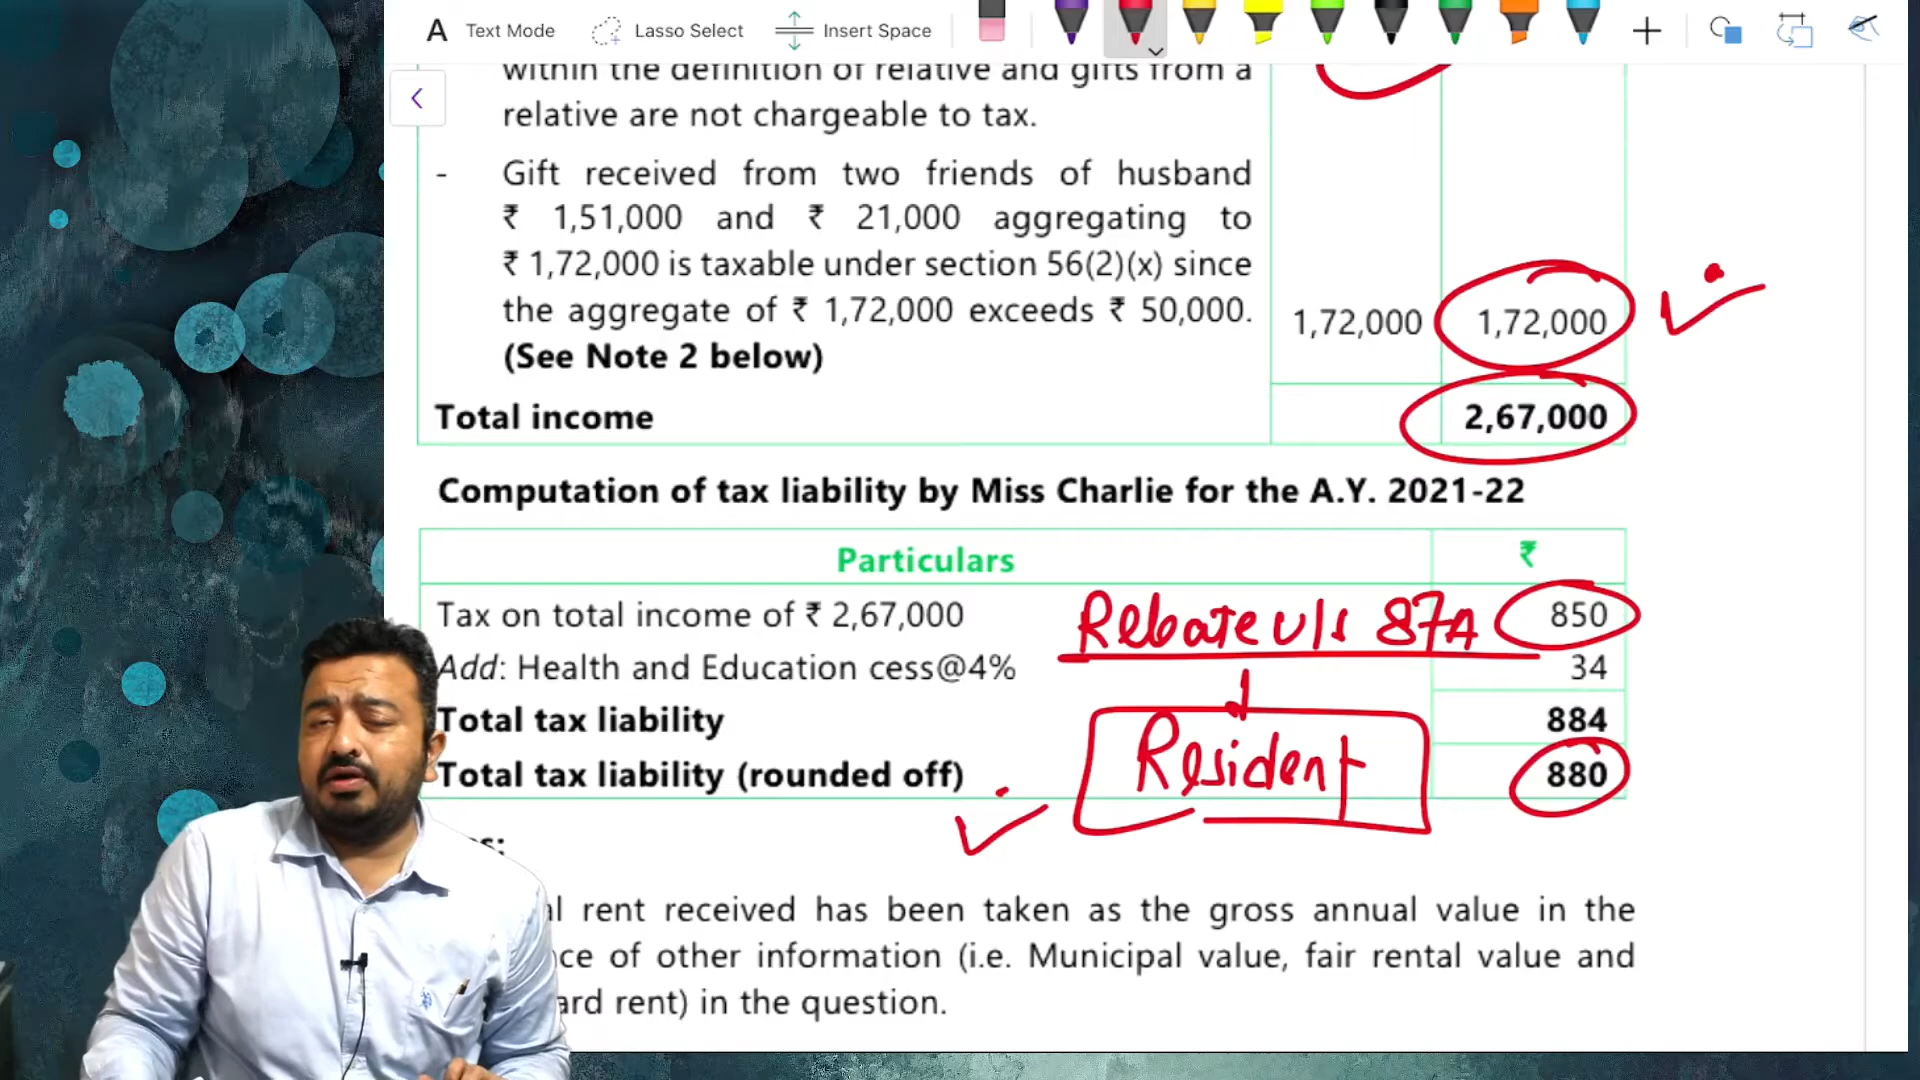 A Text Mode Lasso Select Insert Space
within the definition of relative and gifts from a
relative are not chargeable to tax.
- Gift received from two friends of husband
₹ 1,51,000 and ₹ 21,000 aggregating to
₹ 1,72,000 is taxable under section 56(2)(x) since
the aggregate of ₹ 1,72,000 exceeds ₹ 50,000. 1,72,000 1,72,000
(See Note 2 below)
Total income 2,67,000
Computation of tax liability by Miss Charlie for the A.Y. 2021-22
Particulars ₹
Tax on total income of ₹ 2,67,000 Rebate u/s 87A 850
Add: Health and Education cess@4% 34
Total tax liability 884
Resident
Total tax liability (rounded off) 880
s:
al rent received has been taken as the gross annual value in the
ce of other information (i.e. Municipal value, fair rental value and
ard rent) in the question.